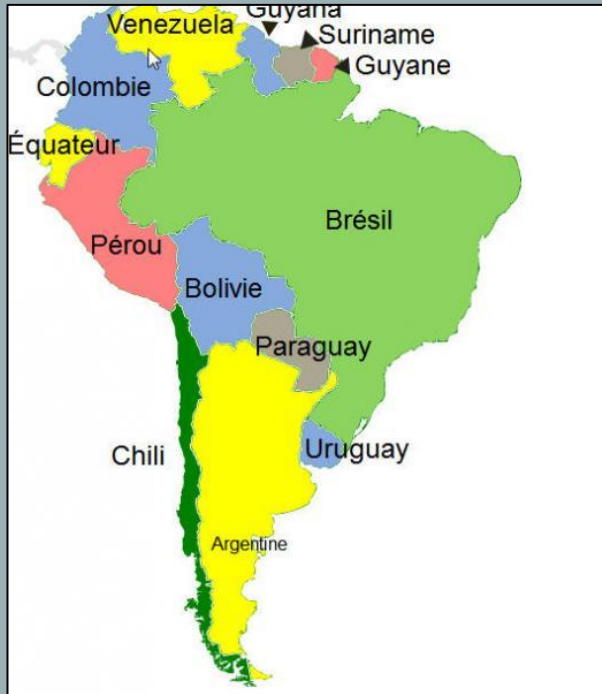 Guyana
Venezuela
Suriname
Guyane
Colombie
Équateur
Brésil
Pérou
Bolivie
Paraguay
Chili
Uruguay
Argentine